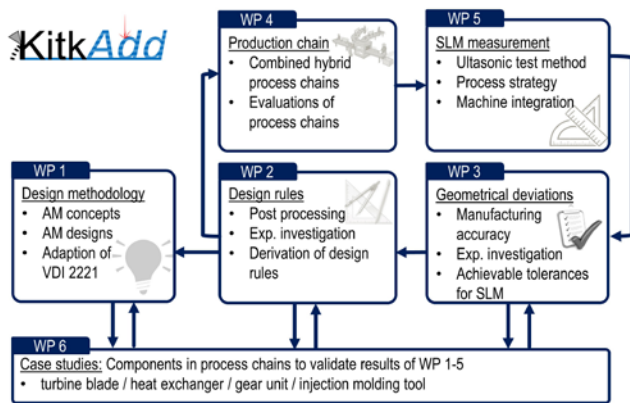 KitkAdd
WP 4
Production chain
• Combined hybrid
process chains
• Evaluations of
process chains
WP 5
SLM measurement
• Ultasonic test method
• Process strategy
• Machine integration
WP 1
Design methodology
• AM concepts
• AM designs
• Adaption of
VDI 2221
WP 2
Design rules
• Post processing
• Exp. investigation
• Derivation of design
rules
WP 3
Geometrical deviations
• Manufacturing
accuracy
• Exp. investigation
• Achievable tolerances
for SLM
WP 6
Case studies: Components in process chains to validate results of WP 1-5
• turbine blade / heat exchanger / gear unit / injection molding tool